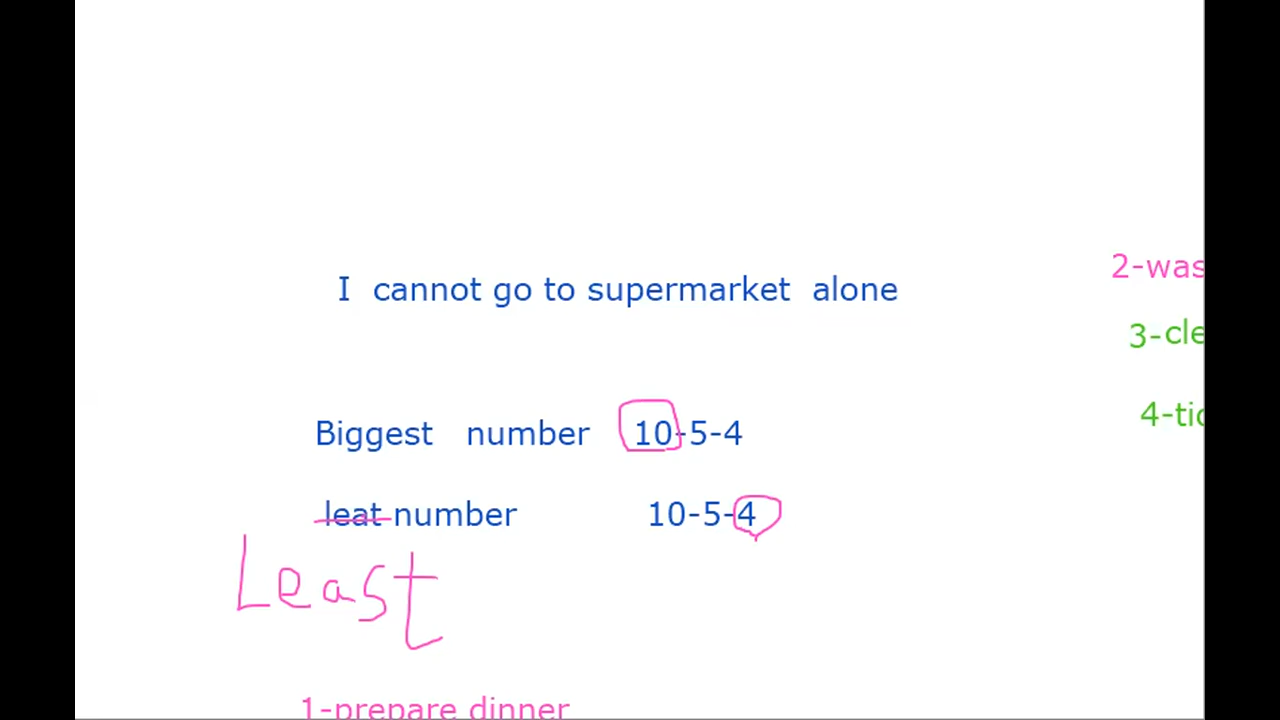 I cannot go to supermarket alone
2-was
3-cle
4-tic
Biggest number 10-5-4
leat number 10-5-4
Least
1-prepare dinner